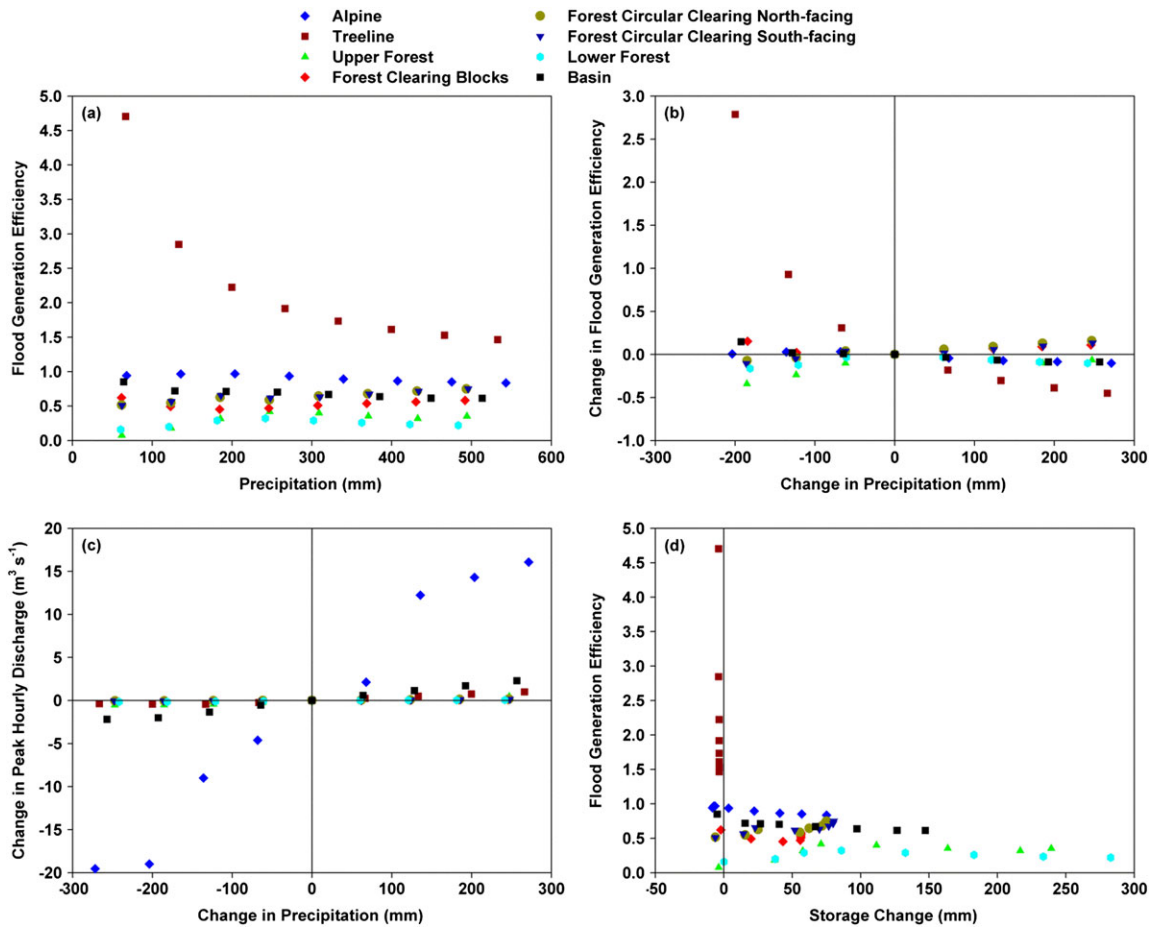 Alpine
Treeline
Upper Forest
Forest Clearing Blocks
Forest Circular Clearing North-facing
Forest Circular Clearing South-facing
Lower Forest
Basin
(a)
Flood Generation Efficiency
5.0
4.5
4.0
3.5
3.0
2.5
2.0
1.5
1.0
0.5
0.0
0 100 200 300 400 500 600
Precipitation (mm)
(b)
Change in Flood Generation Efficiency
3.0
2.5
2.0
1.5
1.0
0.5
0.0
-0.5
-1.0
-300 -200 -100 0 100 200 300
Change in Precipitation (mm)
(c)
Change in Peak Hourly Discharge (m³ s⁻¹)
20
15
10
5
0
-5
-10
-15
-20
-300 -200 -100 0 100 200 300
Change in Precipitation (mm)
(d)
Flood Generation Efficiency
5.0
4.5
4.0
3.5
3.0
2.5
2.0
1.5
1.0
0.5
0.0
-50 0 50 100 150 200 250 300
Storage Change (mm)